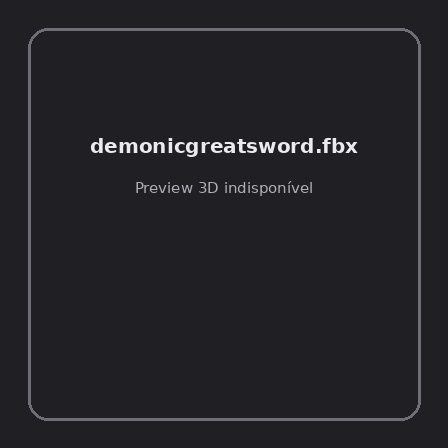 demonicgreatsword.fbx
Preview 3D indisponível